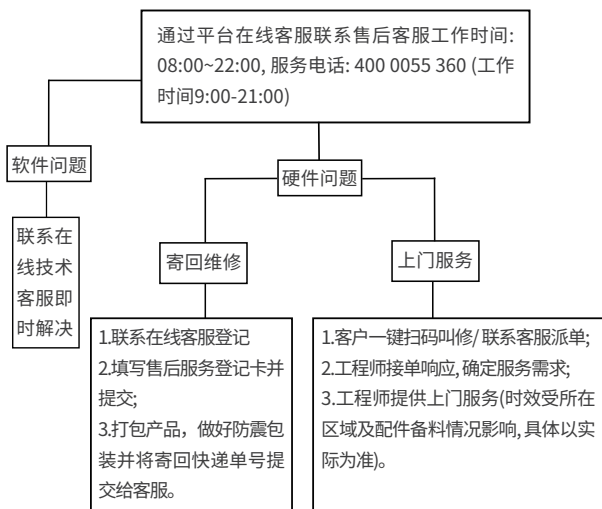 通过平台在线客服联系售后客服工作时间:
08:00~22:00, 服务电话: 400 0055 360 (工作
时间9:00-21:00)
软件问题
联系在
线技术
客服即
时解决
硬件问题
寄回维修
1.联系在线客服登记
2.填写售后服务登记卡并
提交;
3.打包产品，做好防震包
装并将寄回快递单号提
交给客服。
上门服务
1.客户一键扫码叫修/ 联系客服派单;
2.工程师接单响应, 确定服务需求;
3.工程师提供上门服务(时效受所在
区域及配件备料情况影响, 具体以实
际为准)。